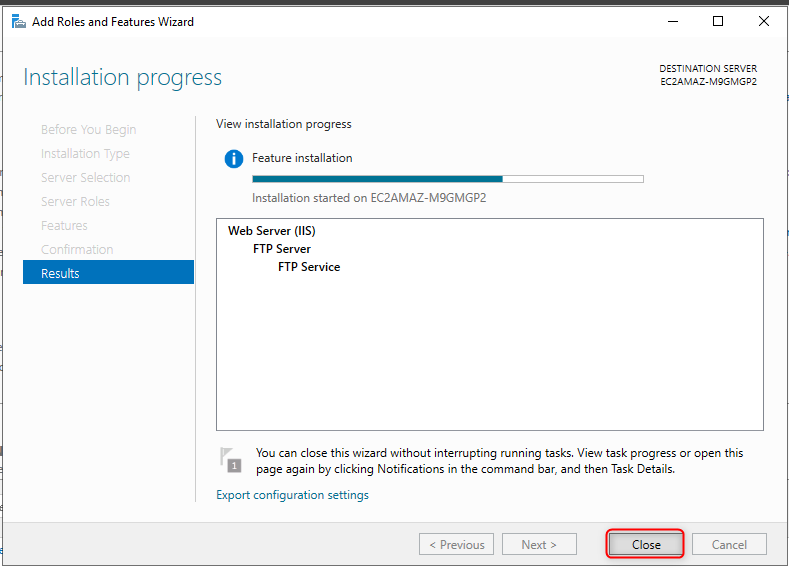 Add Roles and Features Wizard
Installation progress
DESTINATION SERVER
EC2AMAZ-M9GMGP2
Before You Begin
Installation Type
Server Selection
Server Roles
Features
Confirmation
Results
View installation progress
Feature installation
Installation started on EC2AMAZ-M9GMGP2
Web Server (IIS)
FTP Server
FTP Service
1
You can close this wizard without interrupting running tasks. View task progress or open this
page again by clicking Notifications in the command bar, and then Task Details.
Export configuration settings
< Previous
Next >
Close
Cancel